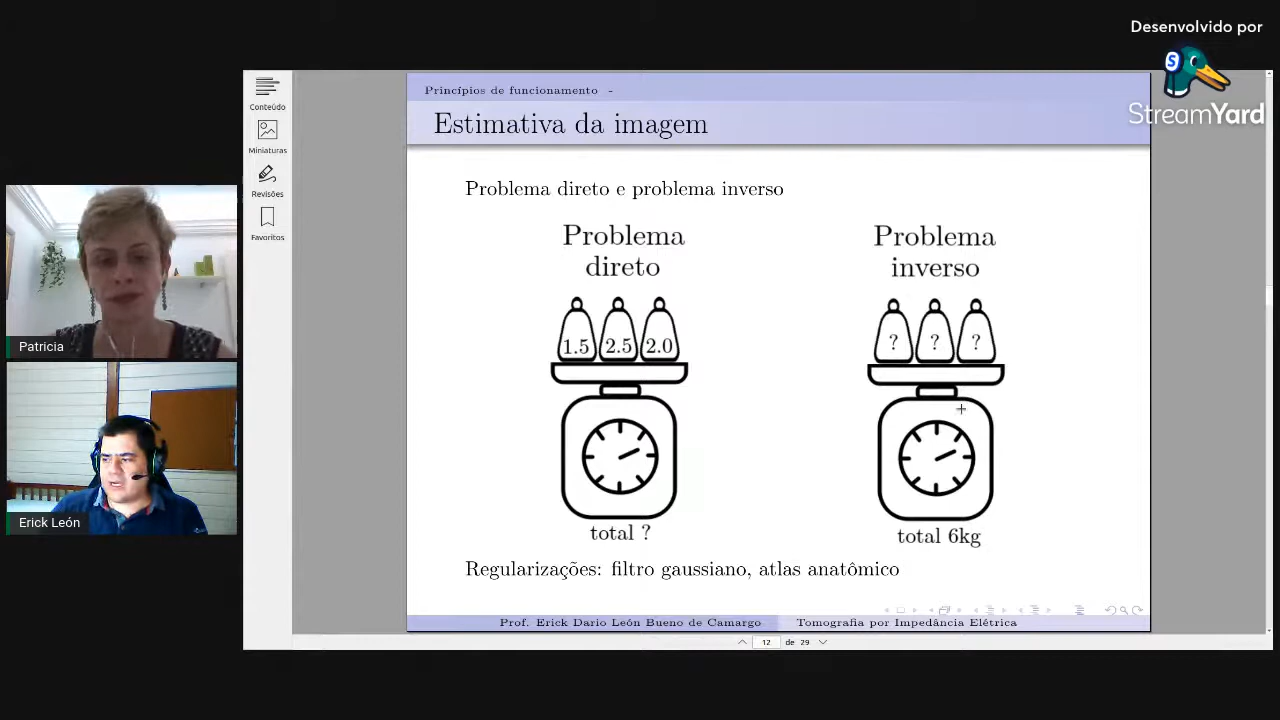 Desenvolvido por
StreamYard
Conteúdo
Miniaturas
Revisões
Favoritos
Princípios de funcionamento -
Estimativa da imagem
Problema direto e problema inverso
Problema
direto
1.5 2.5 2.0
total ?
Problema
inverso
? ? ?
total 6kg
Regularizações: filtro gaussiano, atlas anatômico
Prof. Erick Dario León Bueno de Camargo
Tomografia por Impedância Elétrica
12 de 29
Patricia
Erick León